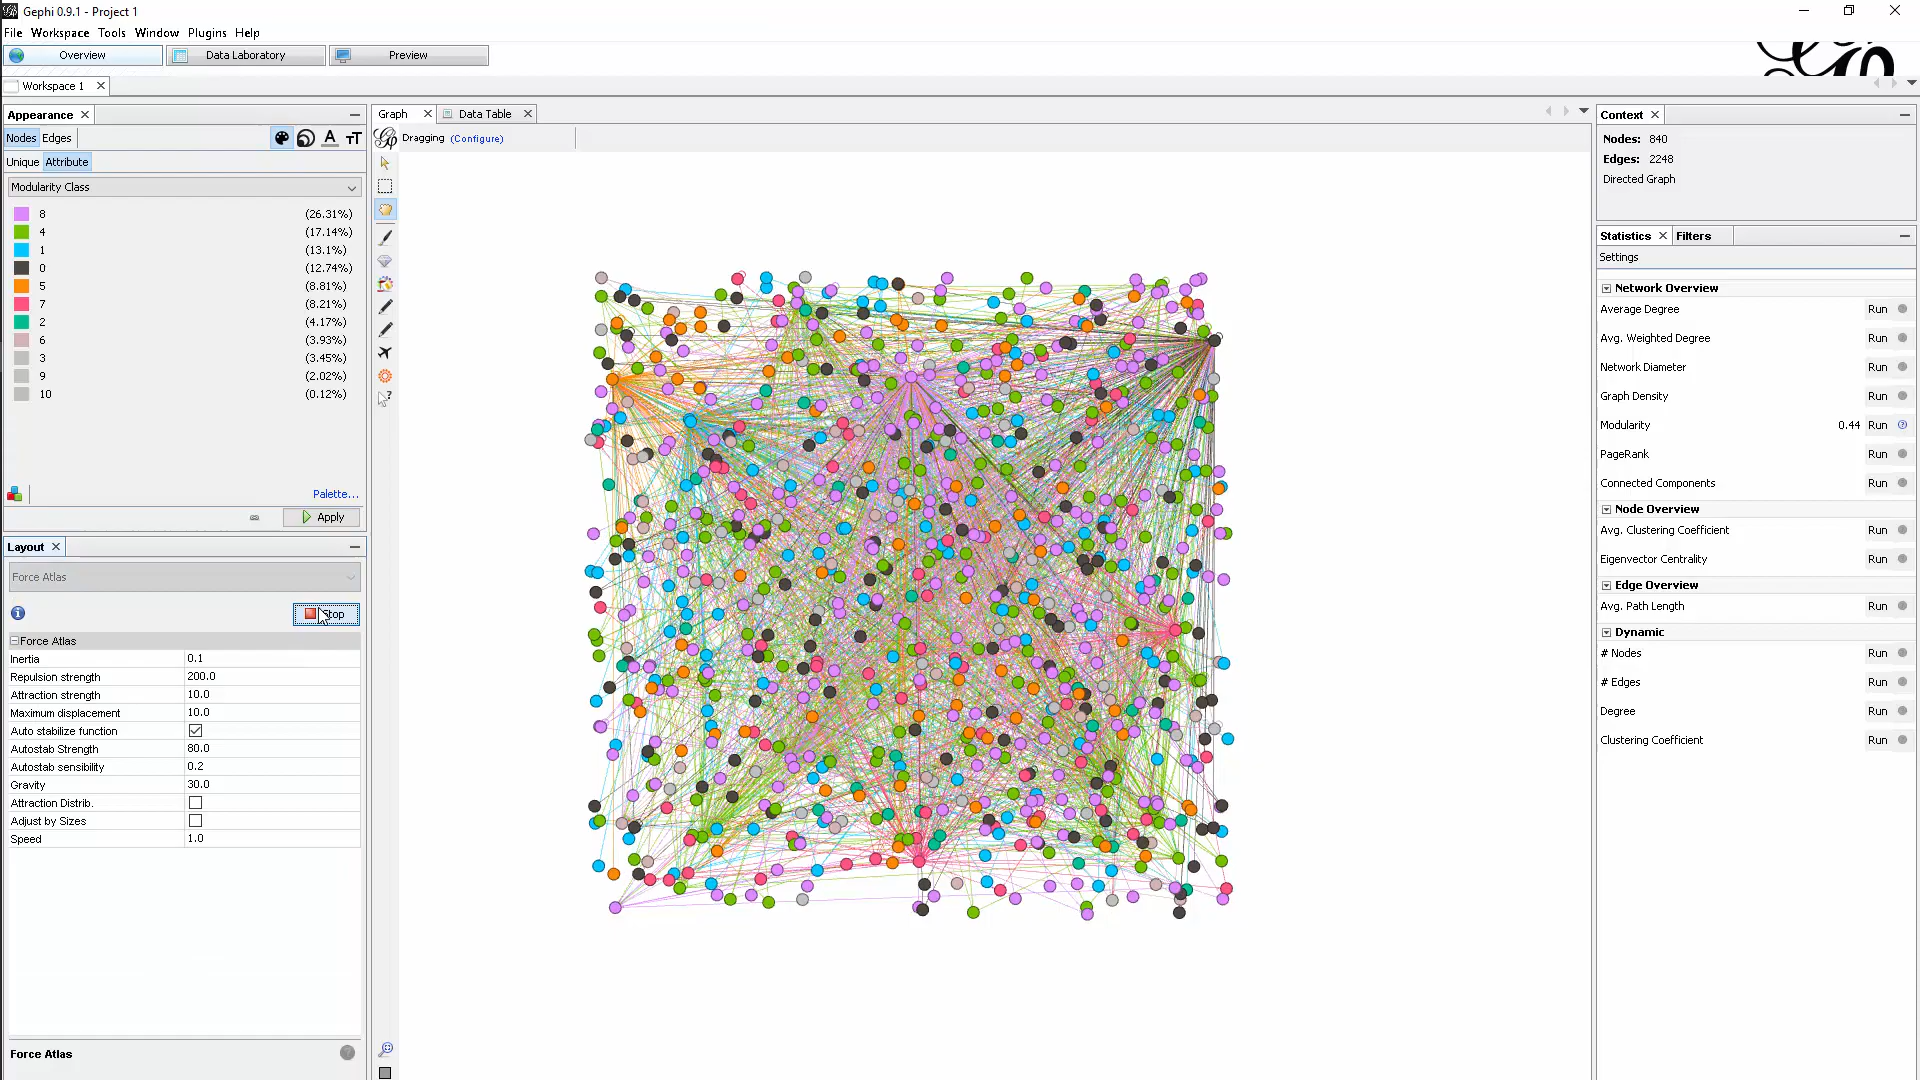 Gephi 0.9.1 - Project 1
File Workspace Tools Window Plugins Help
Overview Data Laboratory Preview
Workspace 1
Appearance
Nodes Edges
Unique Attribute
Modularity Class
8 (26.31%)
4 (17.14%)
1 (13.1%)
0 (12.74%)
5 (8.81%)
7 (8.21%)
2 (4.17%)
6 (3.93%)
3 (3.45%)
9 (2.02%)
10 (0.12%)
Palette...
Apply
Layout
Force Atlas
Stop
Force Atlas
Inertia 0.1
Repulsion strength 200.0
Attraction strength 10.0
Maximum displacement 10.0
Auto stabilize function
Autostab Strength 80.0
Autostab sensibility 0.2
Gravity 30.0
Attraction Distrib.
Adjust by Sizes
Speed 1.0
Force Atlas
Graph Data Table
Dragging (Configure)
Context
Nodes: 840
Edges: 2248
Directed Graph
Statistics Filters
Settings
Network Overview
Average Degree Run
Avg. Weighted Degree Run
Network Diameter Run
Graph Density Run
Modularity 0.44 Run
PageRank Run
Connected Components Run
Node Overview
Avg. Clustering Coefficient Run
Eigenvector Centrality Run
Edge Overview
Avg. Path Length Run
Dynamic
# Nodes Run
# Edges Run
Degree Run
Clustering Coefficient Run